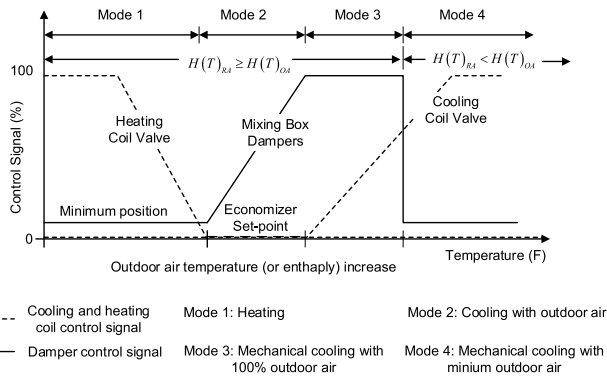 Mode 1 Mode 2 Mode 3 Mode 4
H(T)RA ≥ H(T)OA H(T)RA < H(T)OA
100
Heating
Coil Valve
Mixing Box
Dampers
Cooling
Coil Valve
Control Signal (%)
Minimum position
Economizer
Set-point
0
Temperature (F)
Outdoor air temperature (or enthaply) increase
Cooling and heating
coil control signal
Mode 1: Heating
Mode 2: Cooling with outdoor air
Damper control signal
Mode 3: Mechanical cooling with
100% outdoor air
Mode 4: Mechanical cooling with
minium outdoor air